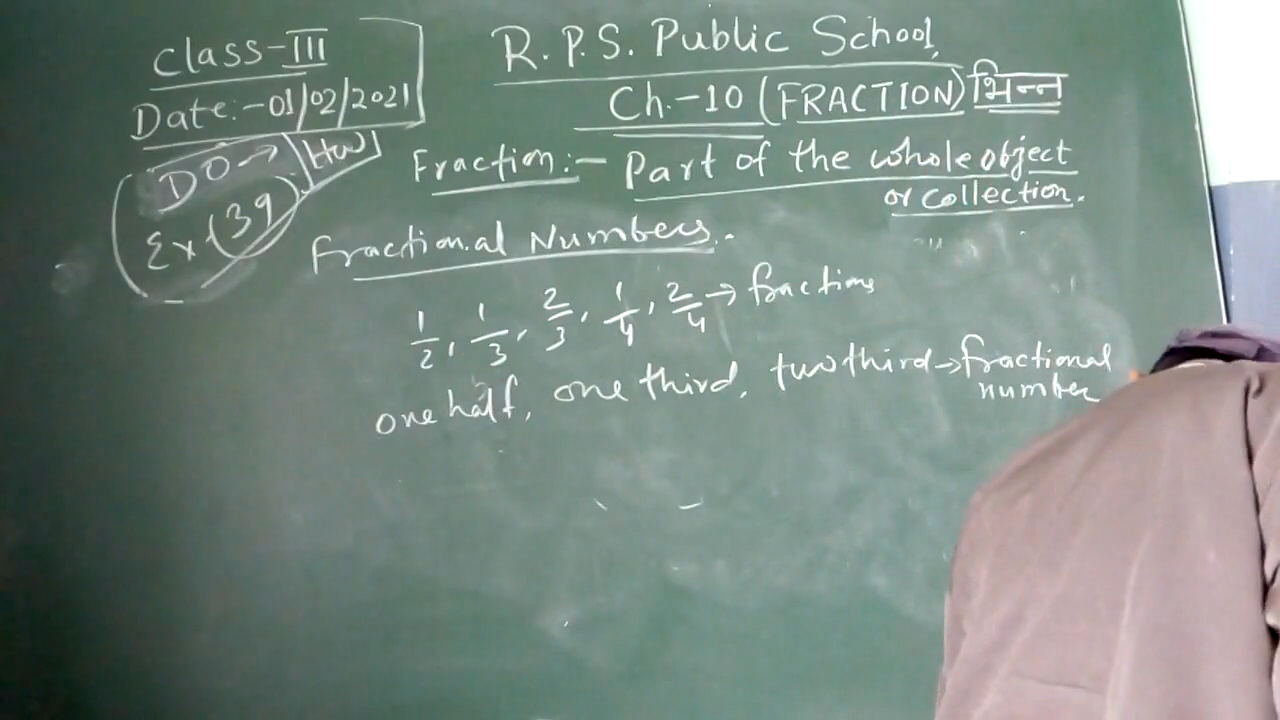 Class-III
Date:-01/02/2021
DO→ HW
Ex (39)
R.P.S. Public School,
Ch.-10 (FRACTION) भिन्न
Fraction:- Part of the whole object
or collection.
Fractional Numbers.-
1/2, 1/3, 2/3, 1/4, 2/4 → fractions
one half, one third, two third → fractional
number